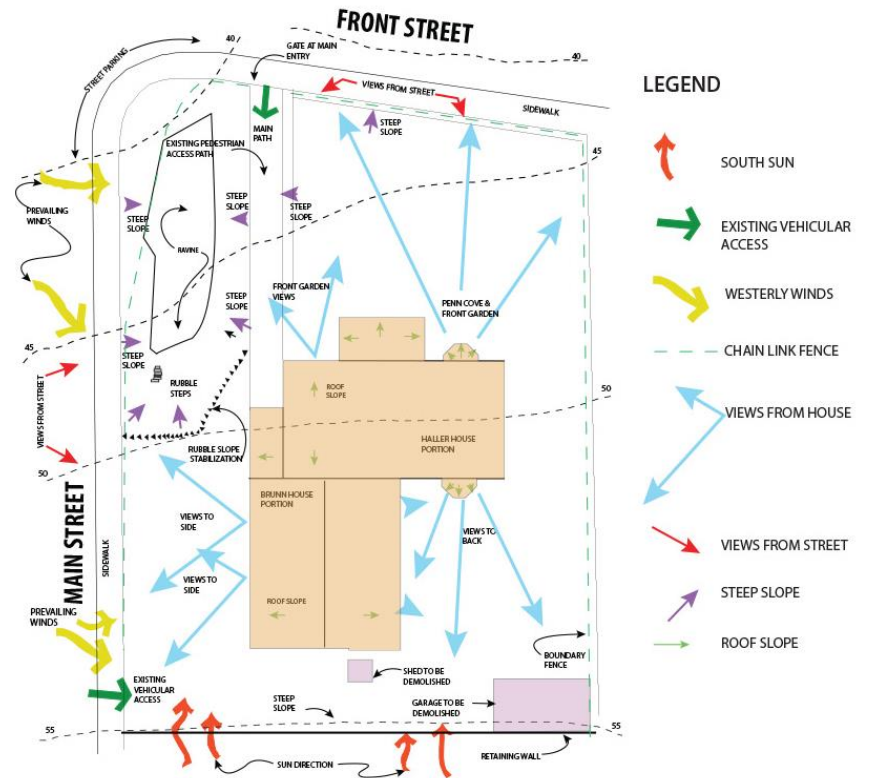 FRONT STREET
40
GATE AT MAIN
ENTRY
40
STREET PARKING
VIEWS FROM STREET
SIDEWALK
LEGEND
MAIN
PATH
STEEP
SLOPE
EXISTING PEDESTRIAN
ACCESS PATH
45
SOUTH SUN
PREVAILING
WINDS
STEEP
SLOPE
STEEP
SLOPE
STEEP
SLOPE
EXISTING VEHICULAR
ACCESS
RAVINE
FRONT GARDEN
VIEWS
PENN COVE &
FRONT GARDEN
WESTERLY WINDS
STEEP
SLOPE
45
STEEP
SLOPE
CHAIN LINK FENCE
VIEWS FROM STREET
RUBBLE
STEPS
ROOF
SLOPE
50
VIEWS FROM HOUSE
RUBBLE SLOPE
STABILIZATION
HALLER HOUSE
PORTION
50
MAIN STREET
SIDEWALK
BRUNN HOUSE
PORTION
VIEWS TO
SIDE
VIEWS TO
BACK
VIEWS FROM STREET
VIEWS TO
SIDE
STEEP SLOPE
PREVAILING
WINDS
ROOF SLOPE
ROOF SLOPE
BOUNDARY
FENCE
EXISTING
VEHICULAR
ACCESS
SHED TO BE
DEMOLISHED
STEEP
SLOPE
GARAGE TO BE
DEMOLISHED
55
55
RETAINING WALL
SUN DIRECTION